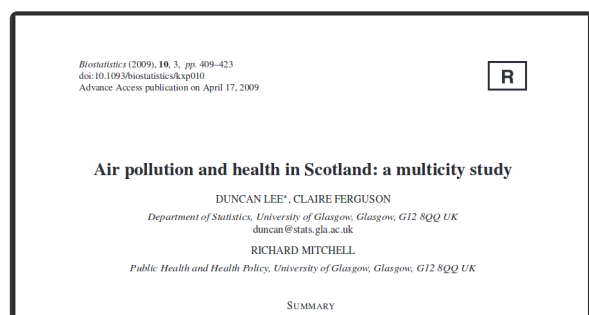 Biostatistics (2009), 10, 3, pp. 409–423
doi:10.1093/biostatistics/kxp010
Advance Access publication on April 17, 2009
R
Air pollution and health in Scotland: a multicity study
DUNCAN LEE*, CLAIRE FERGUSON
Department of Statistics, University of Glasgow, Glasgow, G12 8QQ UK
duncan@stats.gla.ac.uk
RICHARD MITCHELL
Public Health and Health Policy, University of Glasgow, Glasgow, G12 8QQ UK
SUMMARY